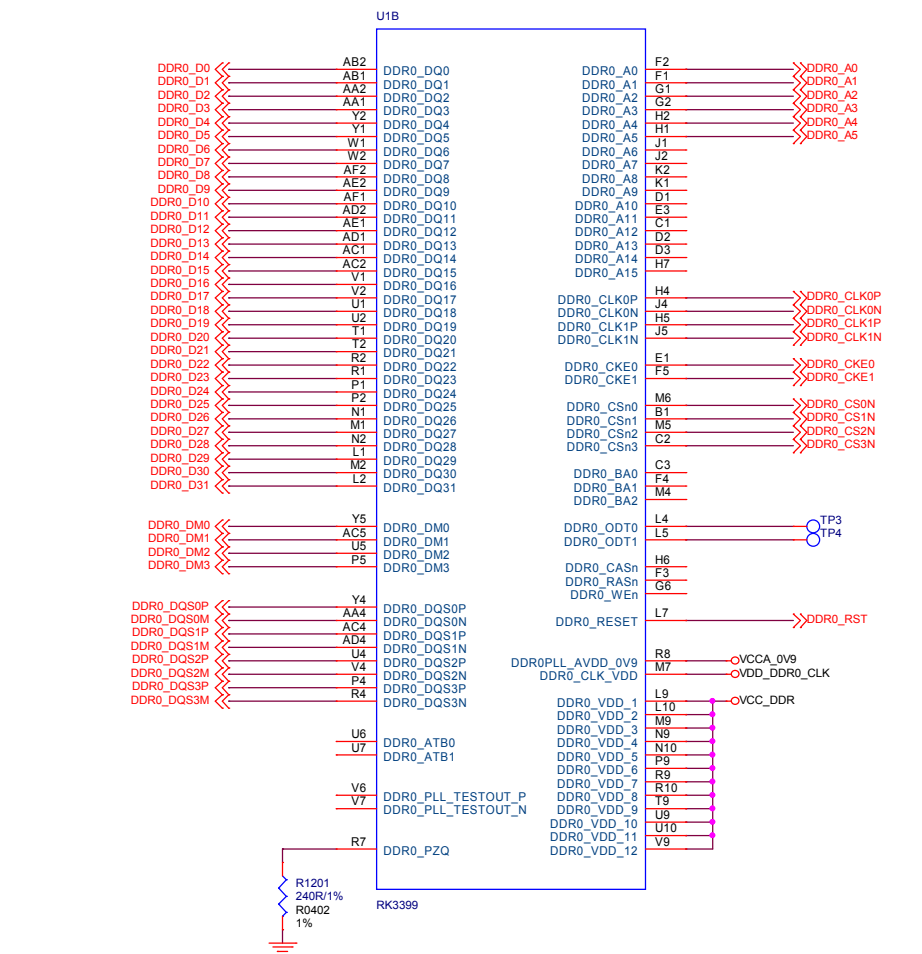 U1B
DDR0_D0 AB2 DDR0_DQ0 DDR0_A0 F2 DDR0_A0
DDR0_D1 AB1 DDR0_DQ1 DDR0_A1 F1 DDR0_A1
DDR0_D2 AA2 DDR0_DQ2 DDR0_A2 G1 DDR0_A2
DDR0_D3 AA1 DDR0_DQ3 DDR0_A3 G2 DDR0_A3
DDR0_D4 Y2 DDR0_DQ4 DDR0_A4 H2 DDR0_A4
DDR0_D5 Y1 DDR0_DQ5 DDR0_A5 H1 DDR0_A5
DDR0_D6 W1 DDR0_DQ6 DDR0_A6 J1
DDR0_D7 W2 DDR0_DQ7 DDR0_A7 J2
DDR0_D8 AF2 DDR0_DQ8 DDR0_A8 K2
DDR0_D9 AE2 DDR0_DQ9 DDR0_A9 K1
DDR0_D10 AF1 DDR0_DQ10 DDR0_A10 D1
DDR0_D11 AD2 DDR0_DQ11 DDR0_A11 E3
DDR0_D12 AE1 DDR0_DQ12 DDR0_A12 C1
DDR0_D13 AD1 DDR0_DQ13 DDR0_A13 D2
DDR0_D14 AC1 DDR0_DQ14 DDR0_A14 D3
DDR0_D15 AC2 DDR0_DQ15 DDR0_A15 H7
DDR0_D16 V1 DDR0_DQ16
DDR0_D17 V2 DDR0_DQ17 DDR0_CLK0P H4 DDR0_CLK0P
DDR0_D18 U1 DDR0_DQ18 DDR0_CLK0N J4 DDR0_CLK0N
DDR0_D19 U2 DDR0_DQ19 DDR0_CLK1P H5 DDR0_CLK1P
DDR0_D20 T1 DDR0_DQ20 DDR0_CLK1N J5 DDR0_CLK1N
DDR0_D21 T2 DDR0_DQ21
DDR0_D22 R2 DDR0_DQ22 DDR0_CKE0 E1 DDR0_CKE0
DDR0_D23 R1 DDR0_DQ23 DDR0_CKE1 F5 DDR0_CKE1
DDR0_D24 P1 DDR0_DQ24
DDR0_D25 P2 DDR0_DQ25 DDR0_CSn0 M6 DDR0_CS0N
DDR0_D26 N1 DDR0_DQ26 DDR0_CSn1 B1 DDR0_CS1N
DDR0_D27 M1 DDR0_DQ27 DDR0_CSn2 M5 DDR0_CS2N
DDR0_D28 N2 DDR0_DQ28 DDR0_CSn3 C2 DDR0_CS3N
DDR0_D29 L1 DDR0_DQ29
DDR0_D30 M2 DDR0_DQ30 DDR0_BA0 C3
DDR0_D31 L2 DDR0_DQ31 DDR0_BA1 F4
DDR0_BA2 M4
DDR0_DM0 Y5 DDR0_DM0 DDR0_ODT0 L4 TP3
DDR0_DM1 AC5 DDR0_DM1 DDR0_ODT1 L5 TP4
DDR0_DM2 U5 DDR0_DM2
DDR0_DM3 P5 DDR0_DM3 DDR0_CASn H6
DDR0_RASn F3
DDR0_WEn G6
DDR0_DQS0P Y4 DDR0_DQS0P
DDR0_DQS0M AA4 DDR0_DQS0N DDR0_RESET L7 DDR0_RST
DDR0_DQS1P AC4 DDR0_DQS1P
DDR0_DQS1M AD4 DDR0_DQS1N
DDR0_DQS2P U4 DDR0_DQS2P DDR0PLL_AVDD_0V9 R8 VCCA_0V9
DDR0_DQS2M V4 DDR0_DQS2N DDR0_CLK_VDD M7 VDD_DDR0_CLK
DDR0_DQS3P P4 DDR0_DQS3P
DDR0_DQS3M R4 DDR0_DQS3N DDR0_VDD_1 L9 VCC_DDR
DDR0_VDD_2 L10
DDR0_VDD_3 M9
U6 DDR0_ATB0 DDR0_VDD_4 N9
U7 DDR0_ATB1 DDR0_VDD_5 N10
DDR0_VDD_6 P9
DDR0_VDD_7 R9
V6 DDR0_PLL_TESTOUT_P DDR0_VDD_8 R10
V7 DDR0_PLL_TESTOUT_N DDR0_VDD_9 T9
DDR0_VDD_10 U9
DDR0_VDD_11 U10
R7 DDR0_PZQ DDR0_VDD_12 V9
R1201
240R/1%
R0402
1%
RK3399